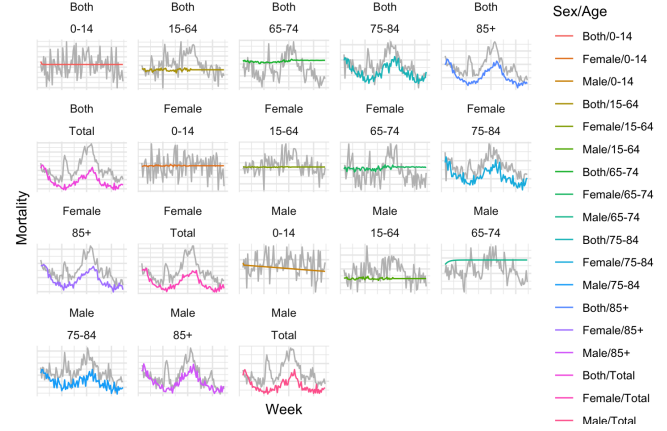 Both
0-14
Both
15-64
Both
65-74
Both
75-84
Both
85+
Both
Total
Female
0-14
Female
15-64
Female
65-74
Female
75-84
Female
85+
Female
Total
Male
0-14
Male
15-64
Male
65-74
Male
75-84
Male
85+
Male
Total
Mortality
Week
Sex/Age
Both/0-14
Female/0-14
Male/0-14
Both/15-64
Female/15-64
Male/15-64
Both/65-74
Female/65-74
Male/65-74
Both/75-84
Female/75-84
Male/75-84
Both/85+
Female/85+
Male/85+
Both/Total
Female/Total
Male/Total